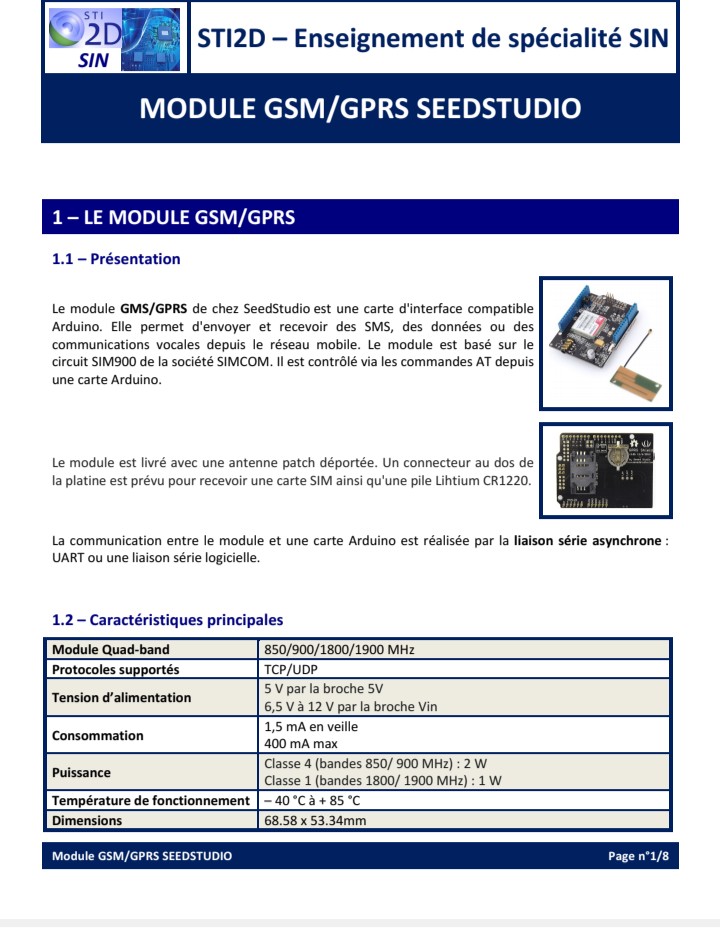 STI
2D
SIN
STI2D – Enseignement de spécialité SIN
MODULE GSM/GPRS SEEDSTUDIO
1 – LE MODULE GSM/GPRS
1.1 – Présentation
Le module GMS/GPRS de chez SeedStudio est une carte d'interface compatible
Arduino. Elle permet d'envoyer et recevoir des SMS, des données ou des
communications vocales depuis le réseau mobile. Le module est basé sur le
circuit SIM900 de la société SIMCOM. Il est contrôlé via les commandes AT depuis
une carte Arduino.
Le module est livré avec une antenne patch déportée. Un connecteur au dos de
la platine est prévu pour recevoir une carte SIM ainsi qu'une pile Lihtium CR1220.
La communication entre le module et une carte Arduino est réalisée par la liaison série asynchrone :
UART ou une liaison série logicielle.
1.2 – Caractéristiques principales
Module Quad-band 850/900/1800/1900 MHz
Protocoles supportés TCP/UDP
Tension d’alimentation 5 V par la broche 5V
6,5 V à 12 V par la broche Vin
Consommation 1,5 mA en veille
400 mA max
Puissance Classe 4 (bandes 850/ 900 MHz) : 2 W
Classe 1 (bandes 1800/ 1900 MHz) : 1 W
Température de fonctionnement – 40 °C à + 85 °C
Dimensions 68.58 x 53.34mm
Module GSM/GPRS SEEDSTUDIO Page n°1/8